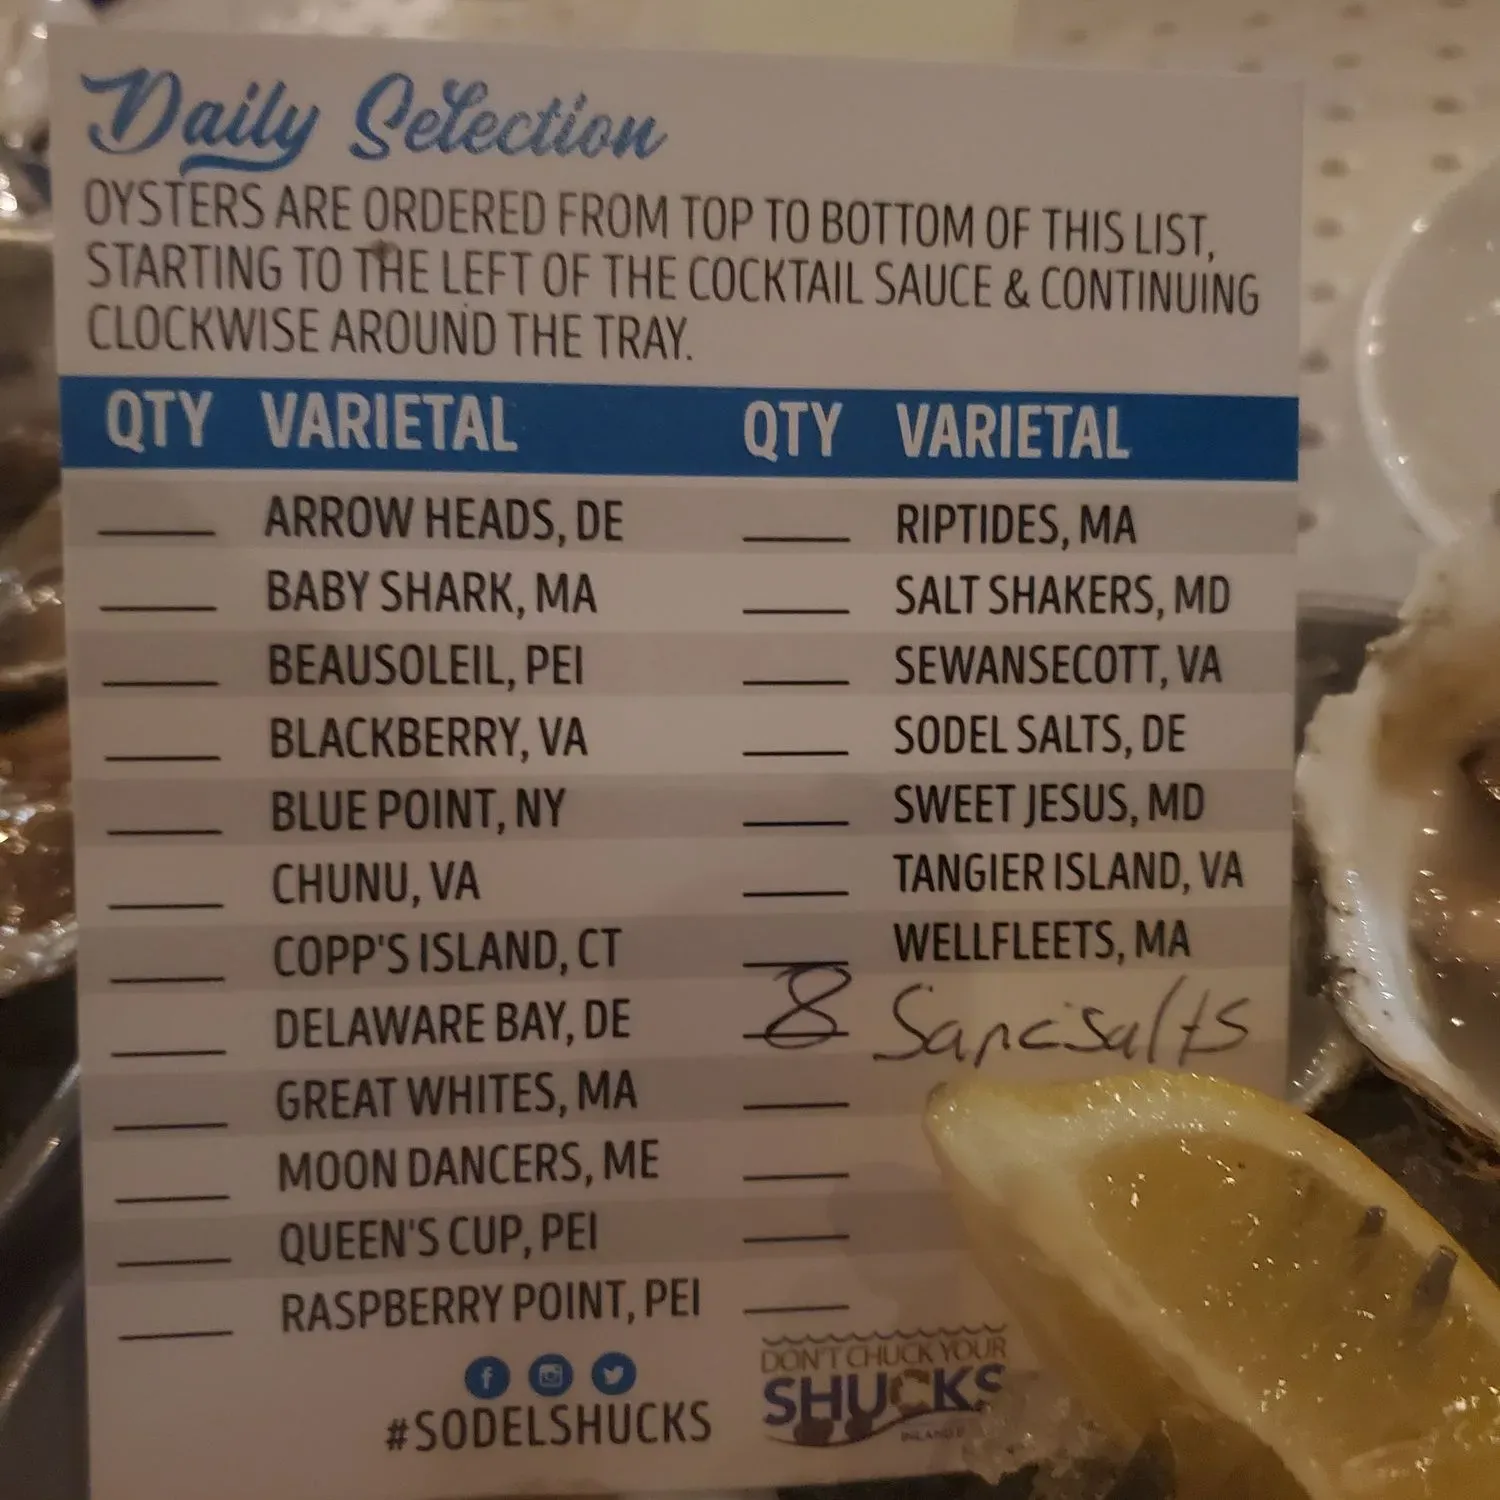 Daily Selection
OYSTERS ARE ORDERED FROM TOP TO BOTTOM OF THIS LIST,
STARTING TO THE LEFT OF THE COCKTAIL SAUCE & CONTINUING
CLOCKWISE AROUND THE TRAY.
QTY VARIETAL
ARROW HEADS, DE
BABY SHARK, MA
BEAUSOLEIL, PEI
BLACKBERRY, VA
BLUE POINT, NY
CHUNU, VA
COPP'S ISLAND, CT
DELAWARE BAY, DE
GREAT WHITES, MA
MOON DANCERS, ME
QUEEN'S CUP, PEI
RASPBERRY POINT, PEI
QTY VARIETAL
RIPTIDES, MA
SALT SHAKERS, MD
SEWANSECOTT, VA
SODEL SALTS, DE
SWEET JESUS, MD
TANGIER ISLAND, VA
WELLFLEETS, MA
8
#SODELSHUCKS
DON'T CHUCK YOUR
SHUCKS